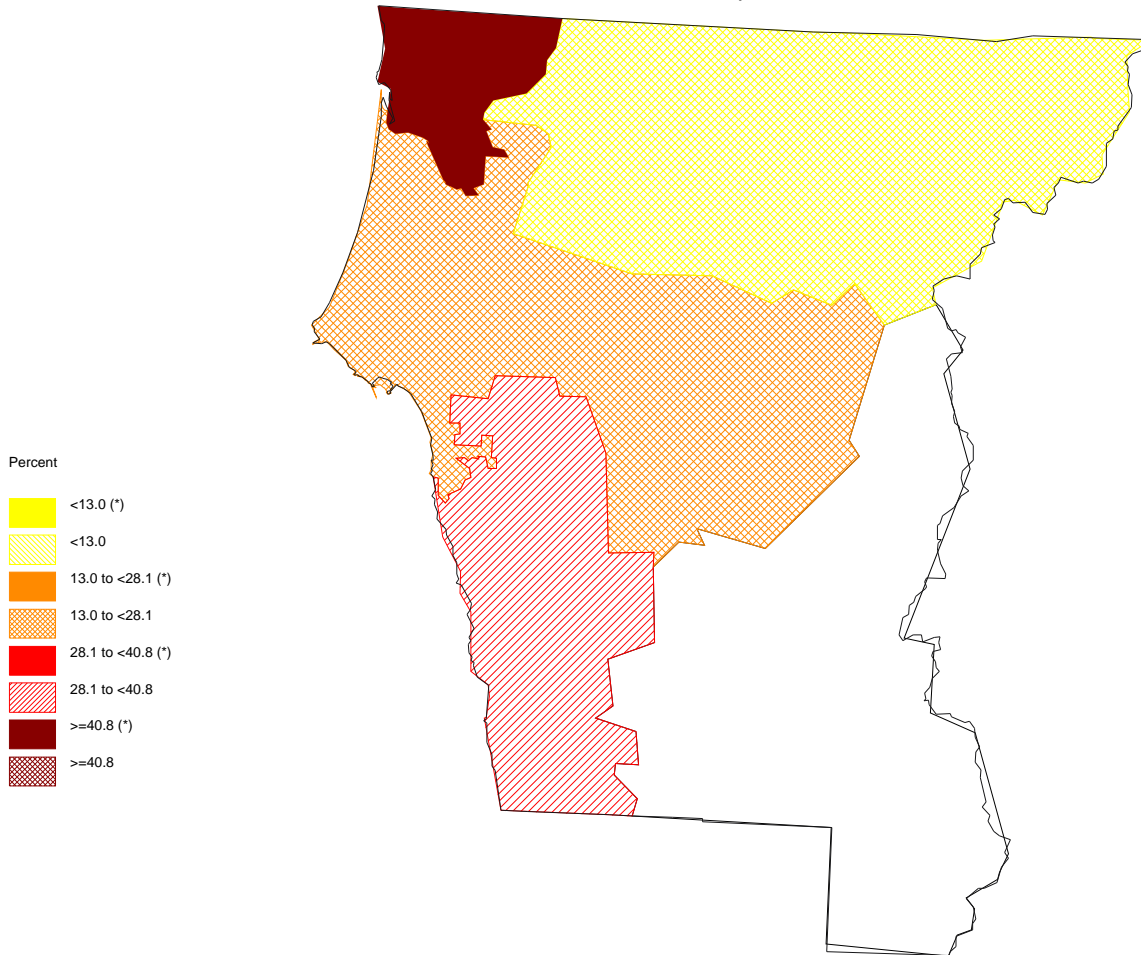 Percent
<13.0 (*)
<13.0
13.0 to <28.1 (*)
13.0 to <28.1
28.1 to <40.8 (*)
28.1 to <40.8
>=40.8 (*)
>=40.8